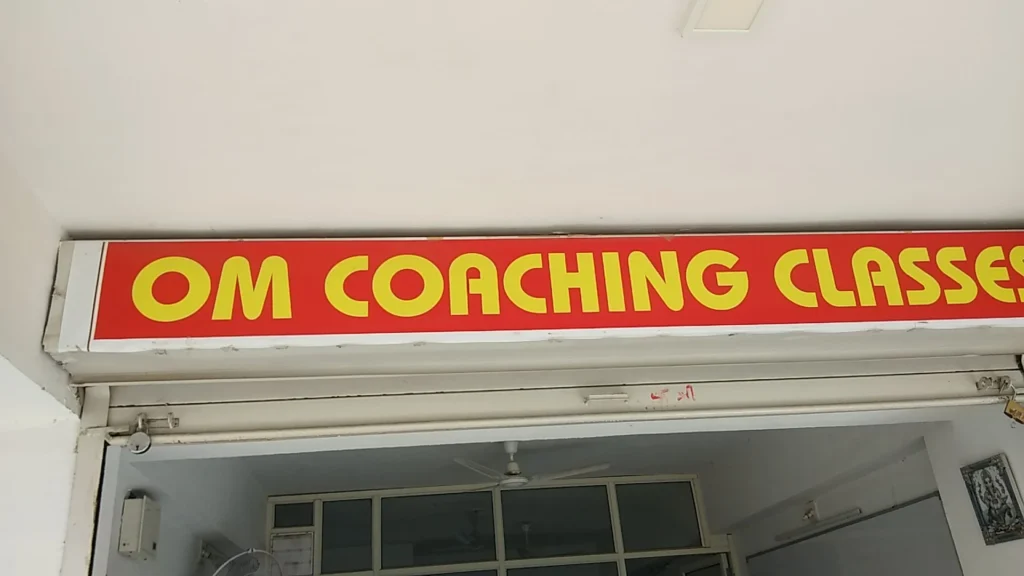 OM COACHING CLASSES